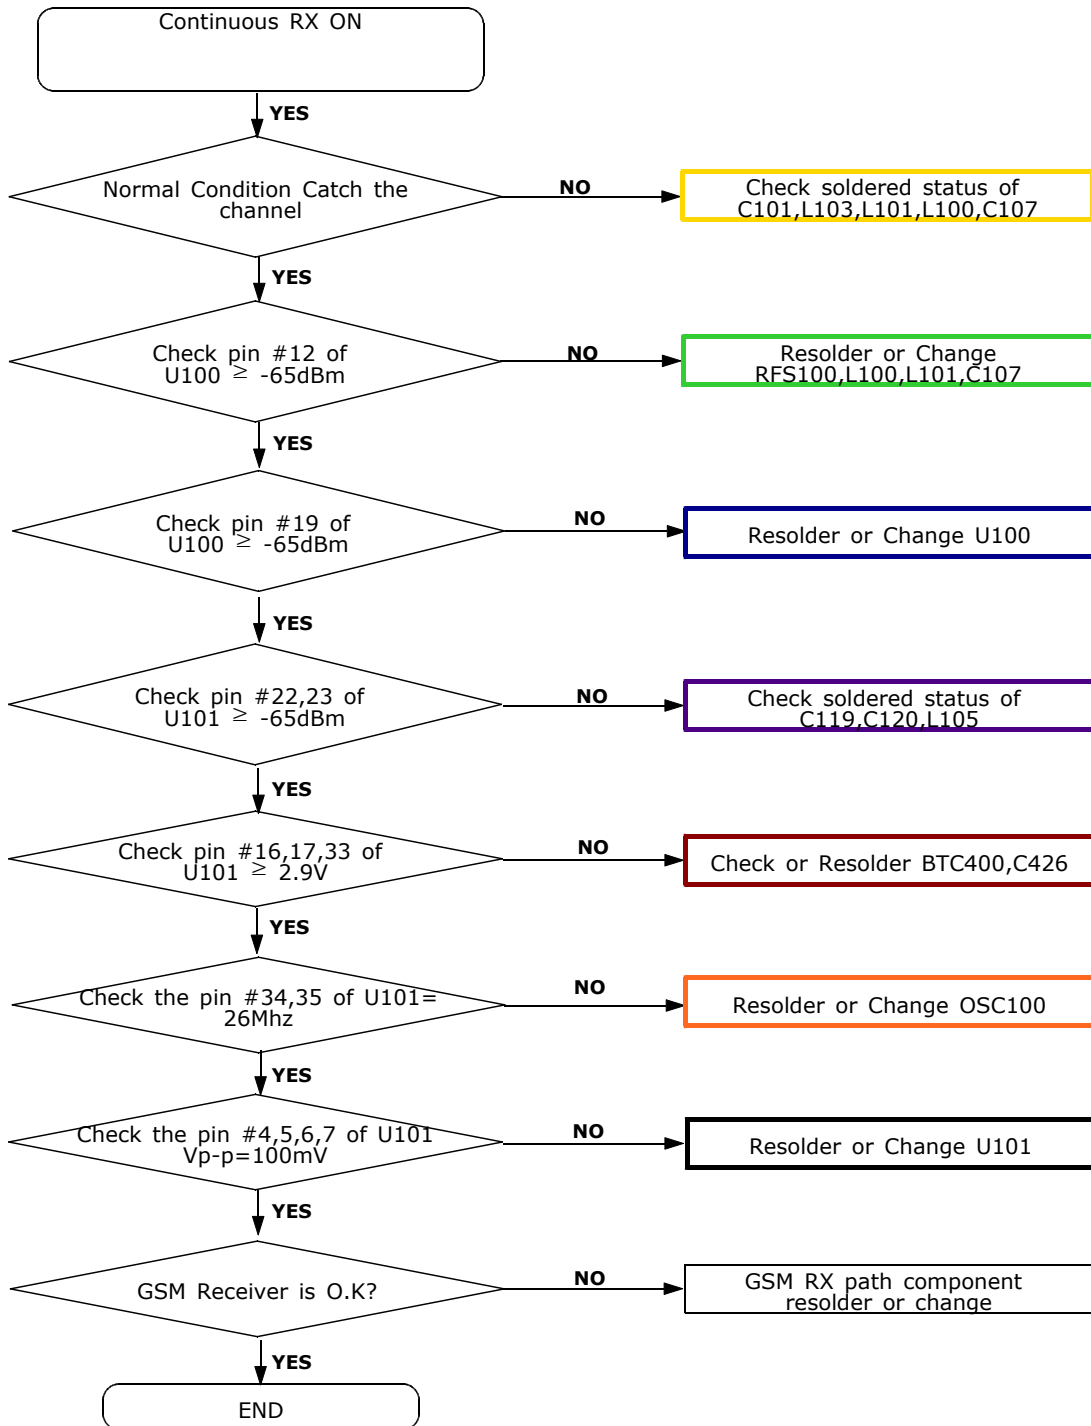 Continuous RX ON
YES
Normal Condition Catch the
channel
NO
Check soldered status of
C101,L103,L101,L100,C107
YES
Check pin #12 of
U100 ≥ -65dBm
NO
Resolder or Change
RFS100,L100,L101,C107
YES
Check pin #19 of
U100 ≥ -65dBm
NO
Resolder or Change U100
YES
Check pin #22,23 of
U101 ≥ -65dBm
NO
Check soldered status of
C119,C120,L105
YES
Check pin #16,17,33 of
U101 ≥ 2.9V
NO
Check or Resolder BTC400,C426
YES
Check the pin #34,35 of U101=
26Mhz
NO
Resolder or Change OSC100
YES
Check the pin #4,5,6,7 of U101
Vp-p=100mV
NO
Resolder or Change U101
YES
GSM Receiver is O.K?
NO
GSM RX path component
resolder or change
YES
END